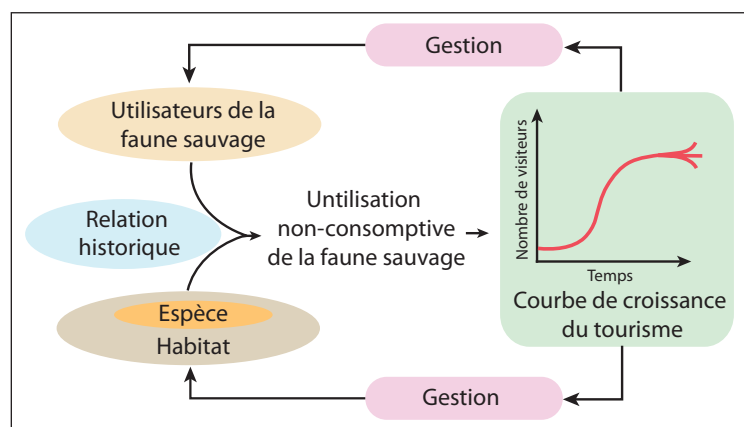 Gestion
Utilisateurs de la
faune sauvage
Relation
historique
Untilisation
non-comsomptive
de la faune sauvage
Espèce
Habitat
Nombre de visiteurs
Temps
Courbe de croissance
du tourisme
Gestion